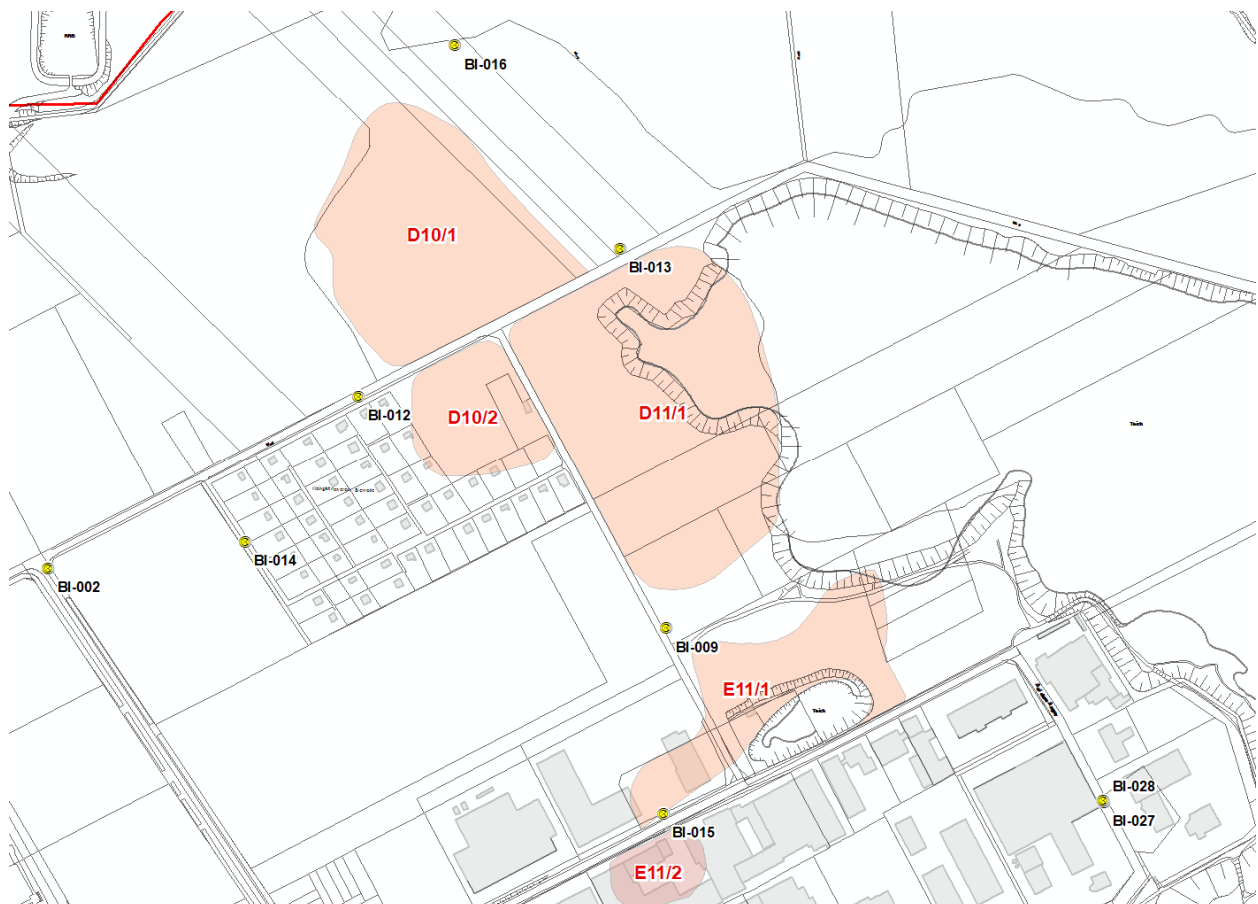 RRB
BI-016
D10/1
BI-013
BI-012
D10/2
D11/1
Teich
BI-014
BI-002
BI-009
E11/1
Teich
BI-028
BI-027
BI-015
E11/2